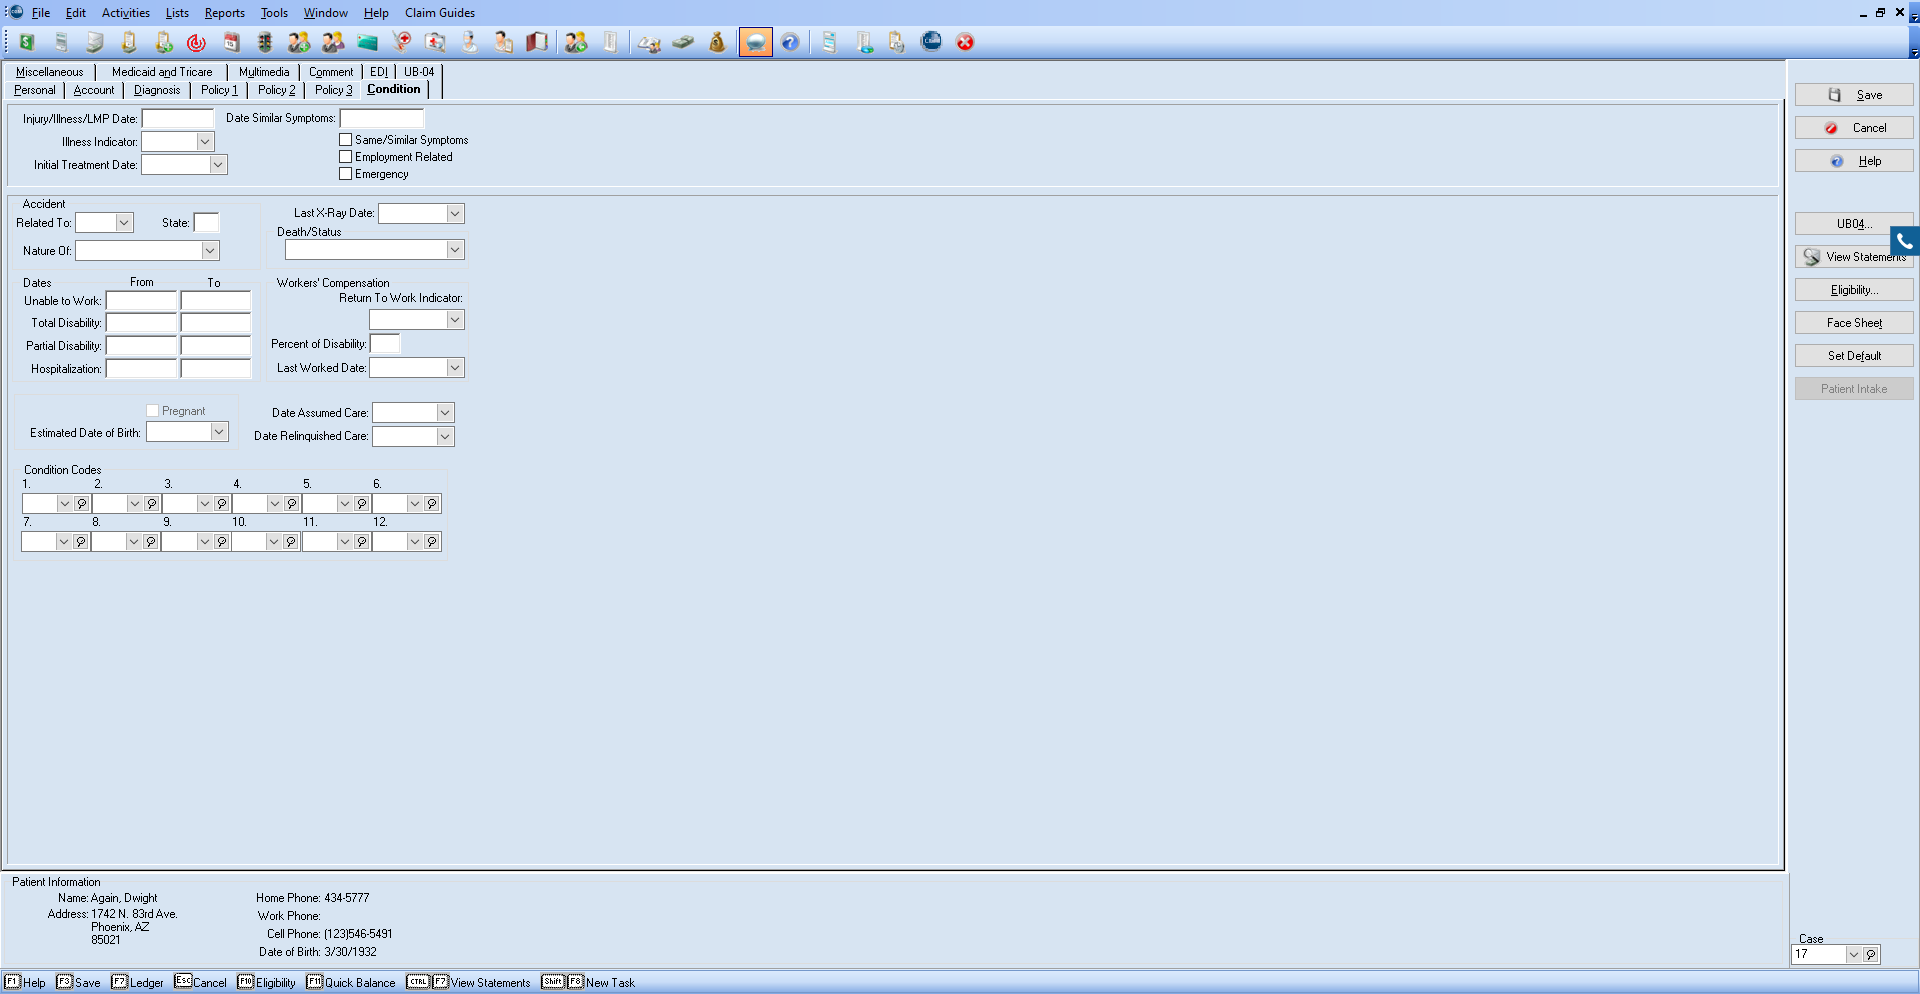 File Edit Activities Lists Reports Tools Window Help Claim Guides
Miscellaneous Medicaid and Tricare Multimedia Comment EDI UB-04
Personal Account Diagnosis Policy 1 Policy 2 Policy 3 Condition
Injury/Illness/LMP Date: Date Similar Symptoms:
Illness Indicator: Same/Similar Symptoms
Employment Related
Initial Treatment Date:
Emergency
Accident
Related To: State: Last X-Ray Date:
Death/Status
Nature Of:
Dates From To
Workers' Compensation
Unable to Work: Return To Work Indicator:
Total Disability:
Partial Disability: Percent of Disability:
Hospitalization: Last Worked Date:
Pregnant Date Assumed Care:
Estimated Date of Birth: Date Relinquished Care:
Condition Codes
1. 2. 3. 4. 5. 6.
7. 8. 9. 10. 11. 12.
Save
Cancel
Help
UB04...
View Statements
Eligibility...
Face Sheet
Set Default
Patient Intake
Patient Information
Name: Again, Dwight Home Phone: 434-5777
Address: 1742 N. 83rd Ave. Work Phone:
Phoenix, AZ
85021 Cell Phone: (123)546-5491
Date of Birth: 3/30/1932
Case
17
F1 Help F3 Save F7 Ledger Esc Cancel F10 Eligibility F11 Quick Balance CTRL F7 View Statements Shift F8 New Task